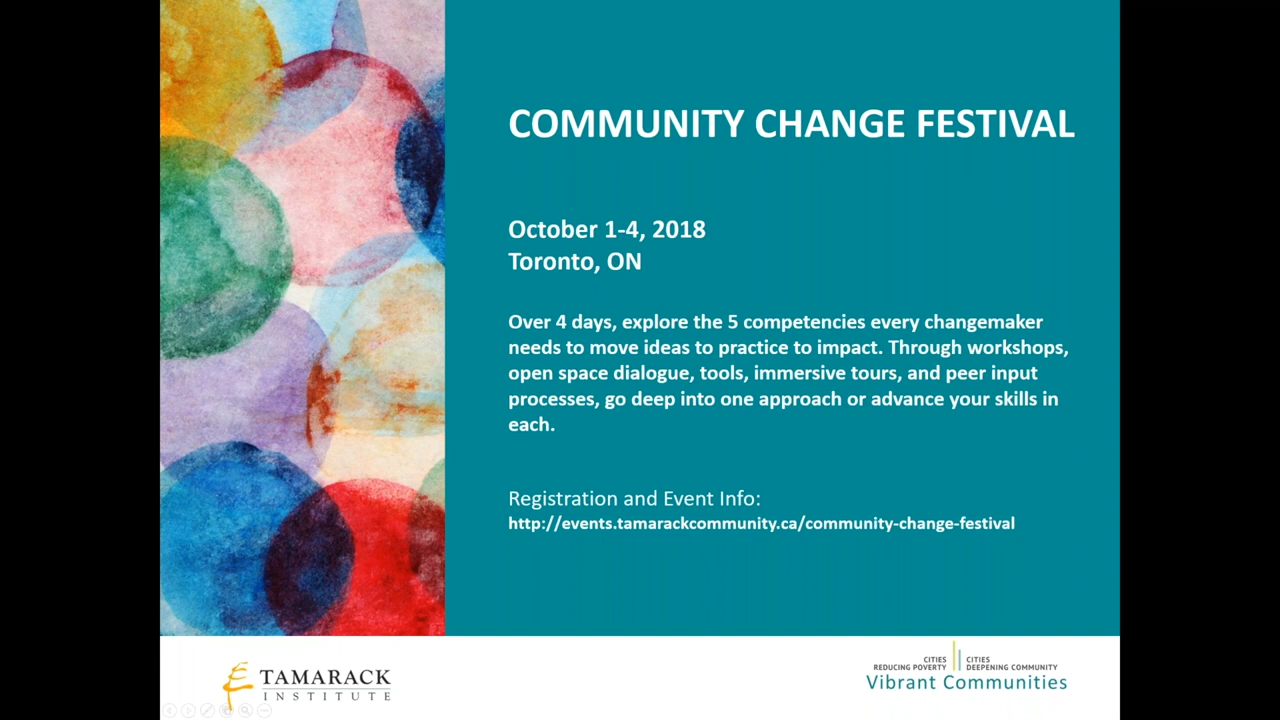 COMMUNITY CHANGE FESTIVAL
October 1-4, 2018
Toronto, ON
Over 4 days, explore the 5 competencies every changemaker
needs to move ideas to practice to impact. Through workshops,
open space dialogue, tools, immersive tours, and peer input
processes, go deep into one approach or advance your skills in
each.
Registration and Event Info:
http://events.tamarackcommunity.ca/community-change-festival
TAMARACK
INSTITUTE
CITIES
REDUCING POVERTY
CITIES
DEEPENING COMMUNITY
Vibrant Communities